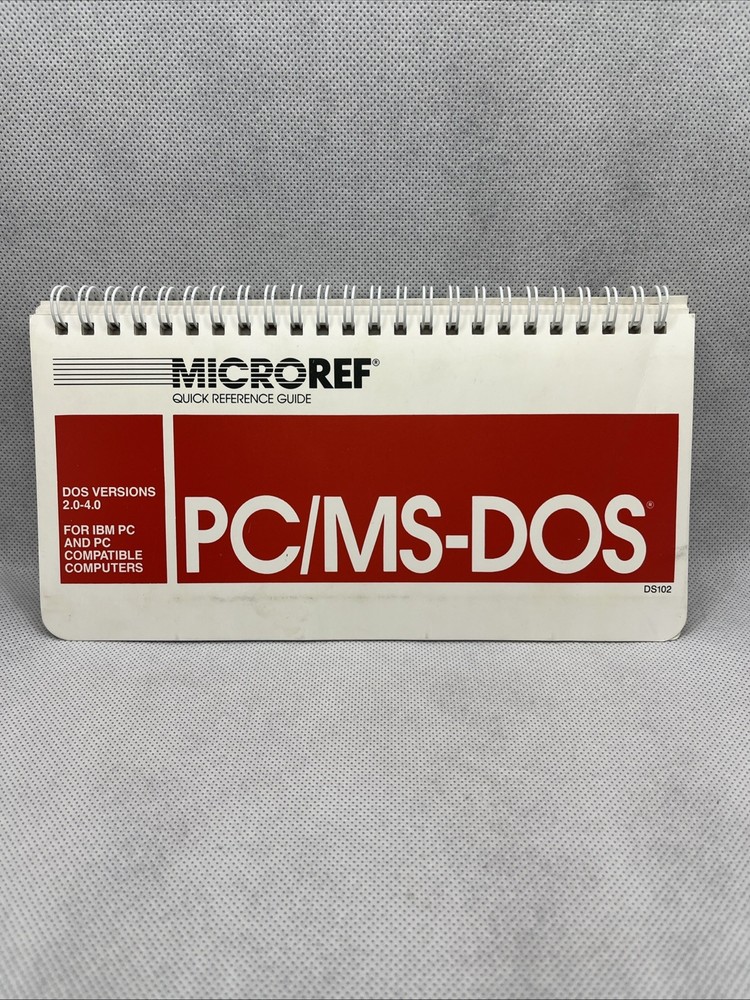 MICROREF®
QUICK REFERENCE GUIDE
DOS VERSIONS
2.0-4.0
FOR IBM PC
AND PC
COMPATIBLE
COMPUTERS
PC/MS-DOS®
DS102